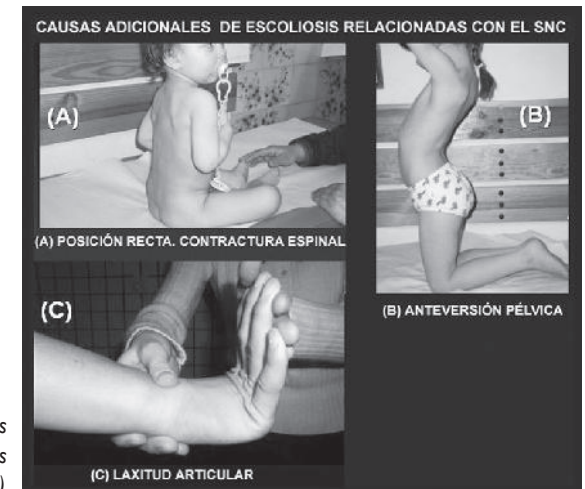 CAUSAS ADICIONALES DE ESCOLIOSIS RELACIONADAS CON EL SNC
(A)
(B)
(A) POSICIÓN RECTA. CONTRACTURA ESPINAL
(C)
(B) ANTEVERSIÓN PÉLVICA
(C) LAXITUD ARTICULAR
s
s
)